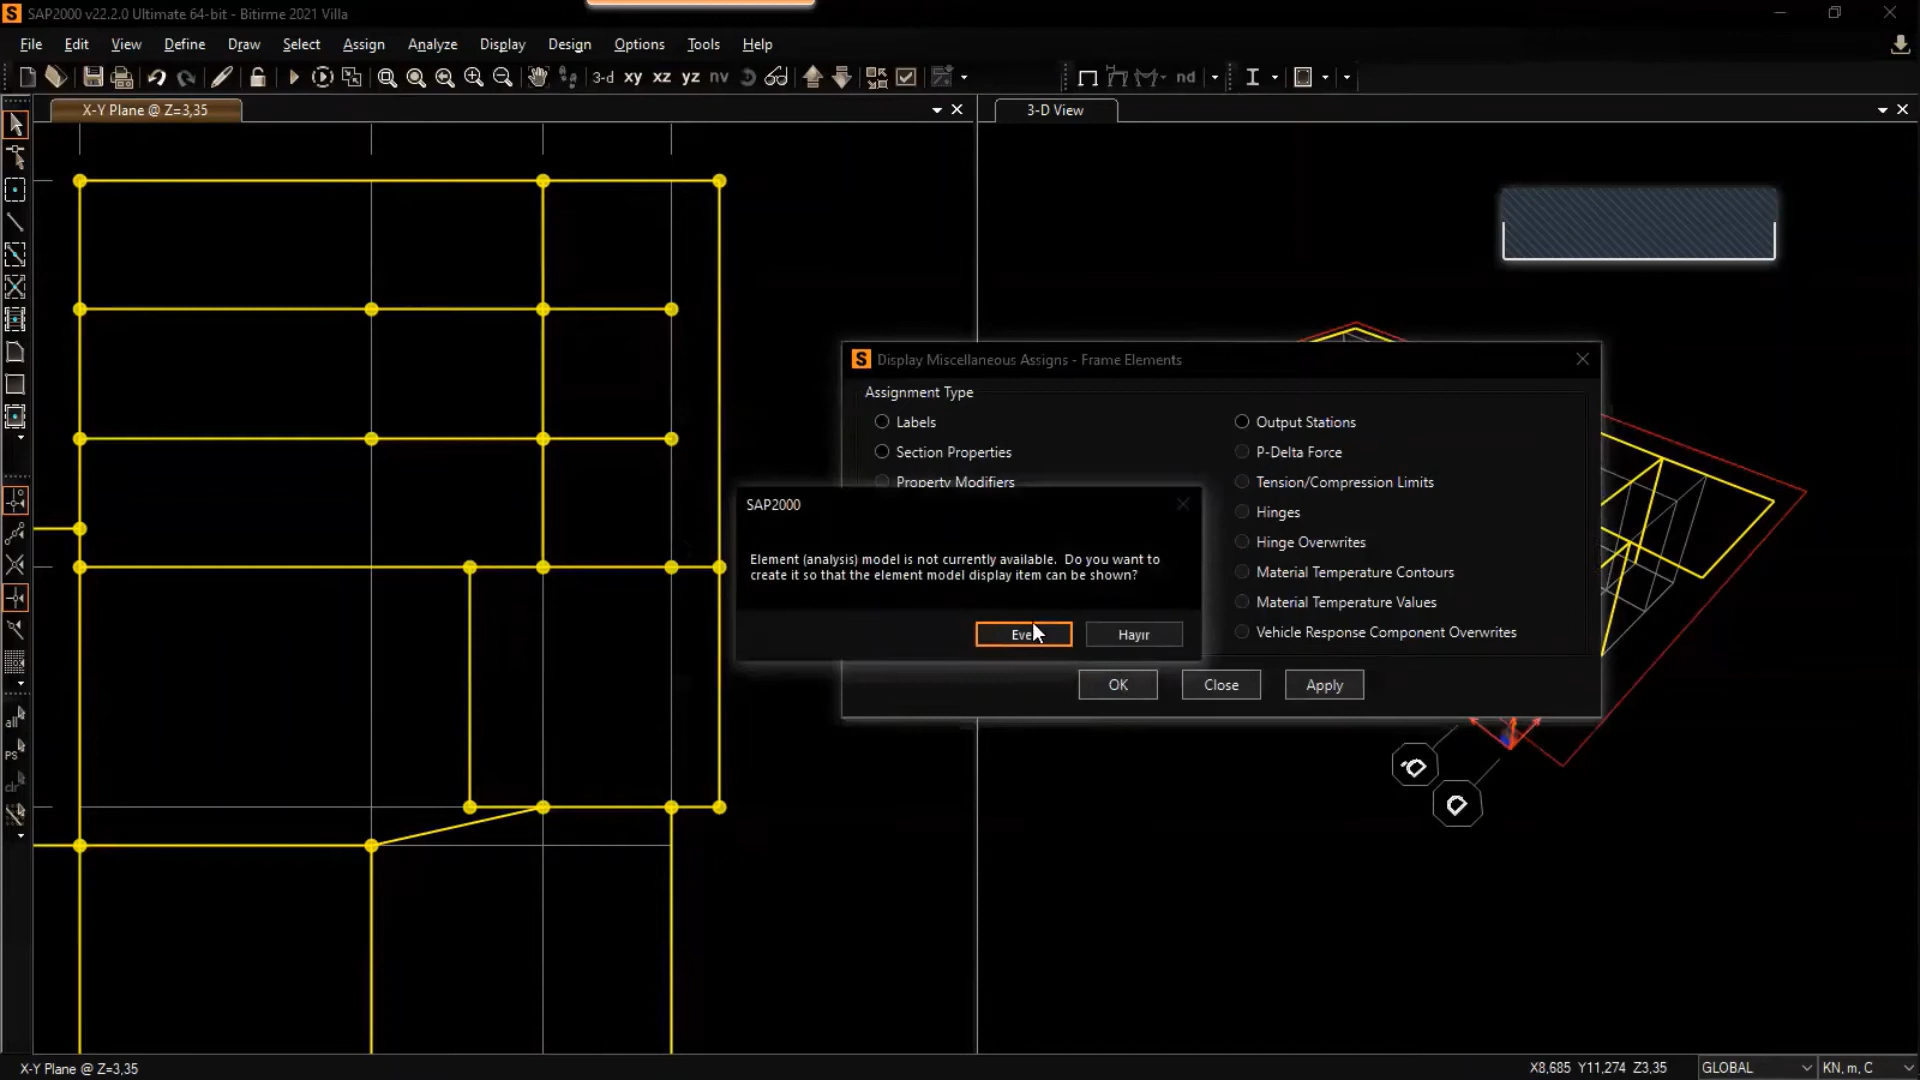 SAP2000 v22.2.0 Ultimate 64-bit - Bitirme 2021 Villa
File Edit View Define Draw Select Assign Analyze Display Design Options Tools Help
3-d xy xz yz nv nd
X-Y Plane @ Z=3,35
3-D View
Display Miscellaneous Assigns - Frame Elements
Assignment Type
Labels
Output Stations
Section Properties
P-Delta Force
Property Modifiers
Tension/Compression Limits
SAP2000
Hinges
Hinge Overwrites
Element (analysis) model is not currently available. Do you want to
create it so that the element model display item can be shown?
Material Temperature Contours
Material Temperature Values
Vehicle Response Component Overwrites
Hayır
OK Close Apply
all
PS
clr
X-Y Plane @ Z=3,35
X8,685 Y11,274 Z3,35
GLOBAL
KN, m, C